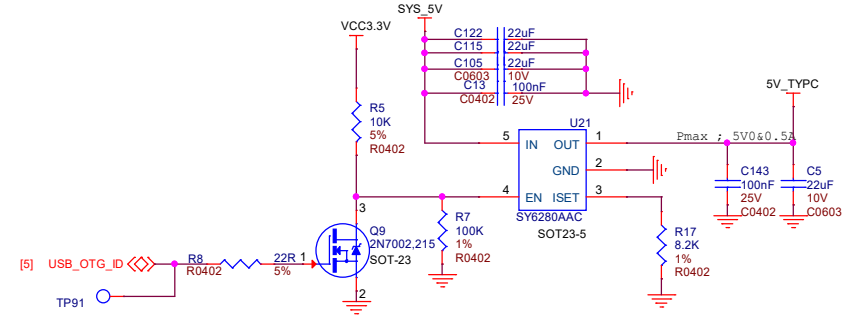 SYS_5V
VCC3.3V
C122 22uF
C115 22uF
C105 22uF
C0603 10V
C13 100nF
C0402 25V
5V_TYPC
R5
10K
5%
R0402
U21
5 IN OUT 1
Pmax ; 5V0&0.5A
GND 2
4 EN ISET 3
SY6280AAC
SOT23-5
C143
100nF
25V
C0402
C5
22uF
10V
C0603
3
Q9
2N7002,215
SOT-23
R7
100K
1%
R0402
R17
8.2K
1%
R0402
[5] USB_OTG_ID
R8 22R 1
R0402 5%
2
TP91